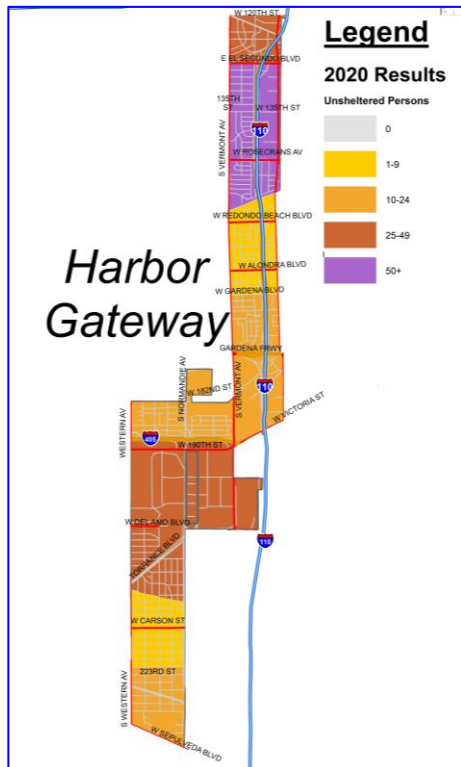 W 120TH ST
E EL SEGUNDO BLVD
135TH
ST
W 135TH ST
110
S VERMONT AV
W ROSECRANS AV
W REDONDO BEACH BLVD
W ALONDRA BLVD
W GARDENA BLVD
Harbor
Gateway
GARDENA FRWY
S NORMANDIE AV
W 182ND ST
S VERMONT AV
110
W VICTORIA ST
WESTERN AV
405
W 190TH ST
W DEL AMO BLVD
110
TORRANCE BLVD
W CARSON ST
223RD ST
S WESTERN AV
W SEPULVEDA BLVD
Legend
2020 Results
Unsheltered Persons
0
1-9
10-24
25-49
50+